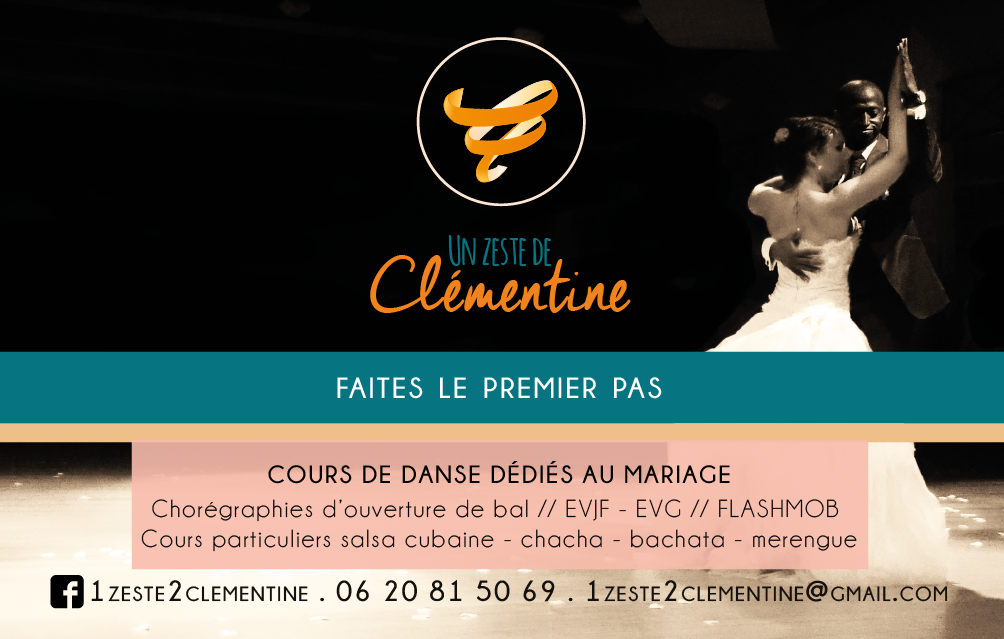 Un zeste de
Clémentine
FAITES LE PREMIER PAS
COURS DE DANSE DÉDIÉS AU MARIAGE
Chorégraphies d'ouverture de bal // EVJF - EVG // FLASHMOB
Cours particuliers salsa cubaine - chacha - bachata - merengue
1zeste2clementine . 06 20 81 50 69 . 1zeste2clementine@gmail.com